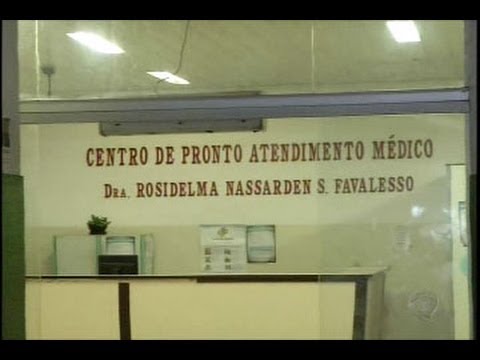 CENTRO DE PRONTO ATENDIMENTO MÉDICO
DRA. ROSIDELMA NASSARDEN S. FAVALESSO